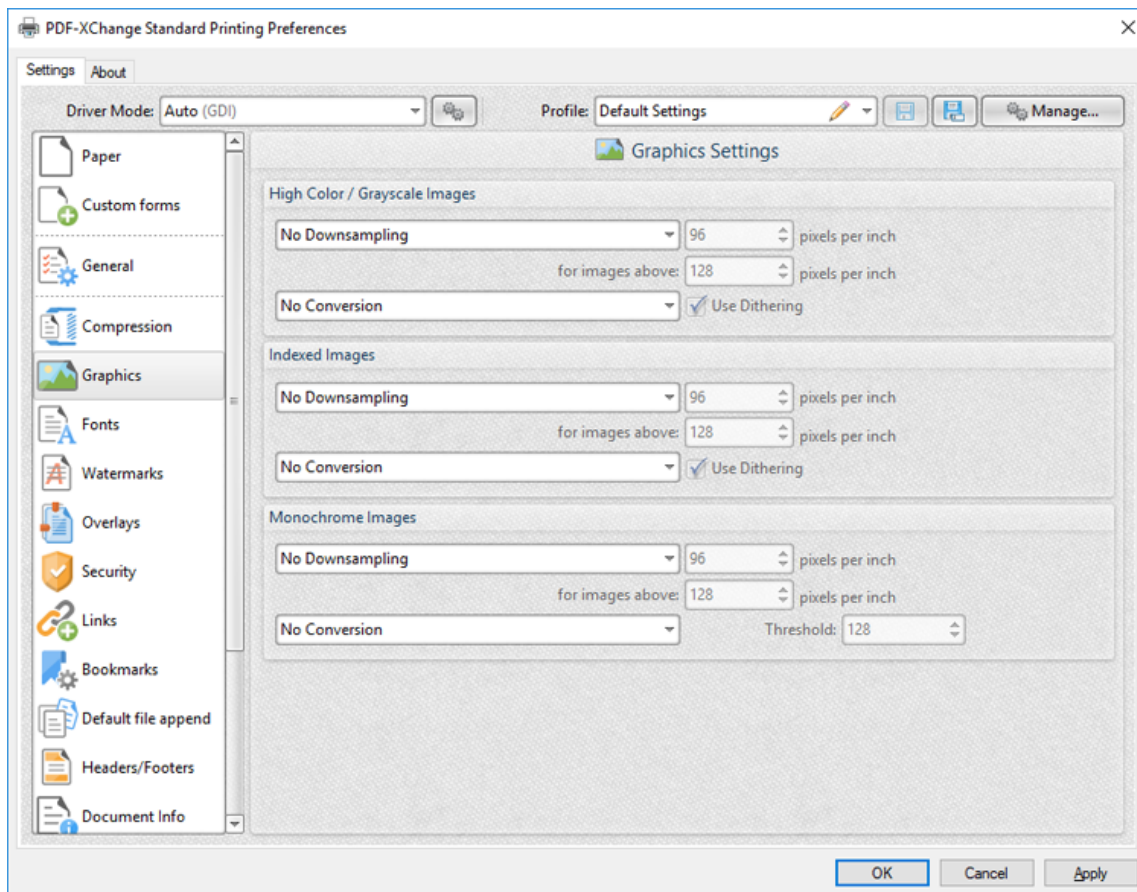 PDF-XChange Standard Printing Preferences
Settings About
Driver Mode: Auto (GDI) Profile: Default Settings Manage...
Paper
Custom forms
General
Compression
Graphics
Fonts
Watermarks
Overlays
Security
Links
Bookmarks
Default file append
Headers/Footers
Document Info
Graphics Settings
High Color / Grayscale Images
No Downsampling 96 pixels per inch
for images above: 128 pixels per inch
No Conversion Use Dithering
Indexed Images
No Downsampling 96 pixels per inch
for images above: 128 pixels per inch
No Conversion Use Dithering
Monochrome Images
No Downsampling 96 pixels per inch
for images above: 128 pixels per inch
No Conversion Threshold: 128
OK Cancel Apply